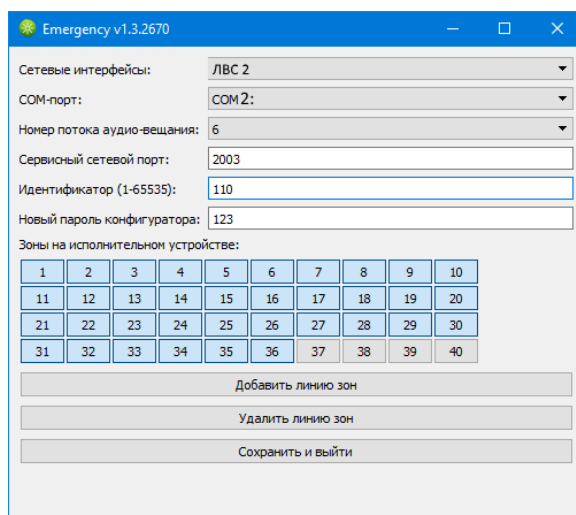 Emergency v1.3.2670
Сетевые интерфейсы: ЛВС 2
COM-порт: COM2:
Номер потока аудио-вещания: 6
Сервисный сетевой порт: 2003
Идентификатор (1-65535): 110
Новый пароль конфигуратора: 123
Зоны на исполнительном устройстве:
1 2 3 4 5 6 7 8 9 10
11 12 13 14 15 16 17 18 19 20
21 22 23 24 25 26 27 28 29 30
31 32 33 34 35 36 37 38 39 40
Добавить линию зон
Удалить линию зон
Сохранить и выйти